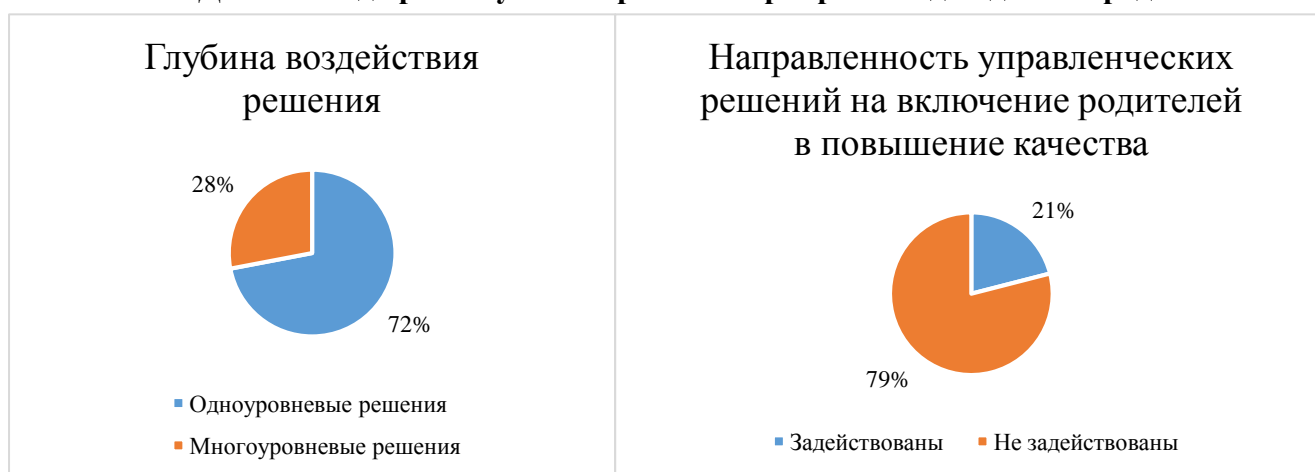 Глубина воздействия
решения
28%
72%
Одноуровневые решения
Многоуровневые решения
Направленность управленческих
решений на включение родителей
в повышение качества
21%
79%
Задействованы
Не задействованы